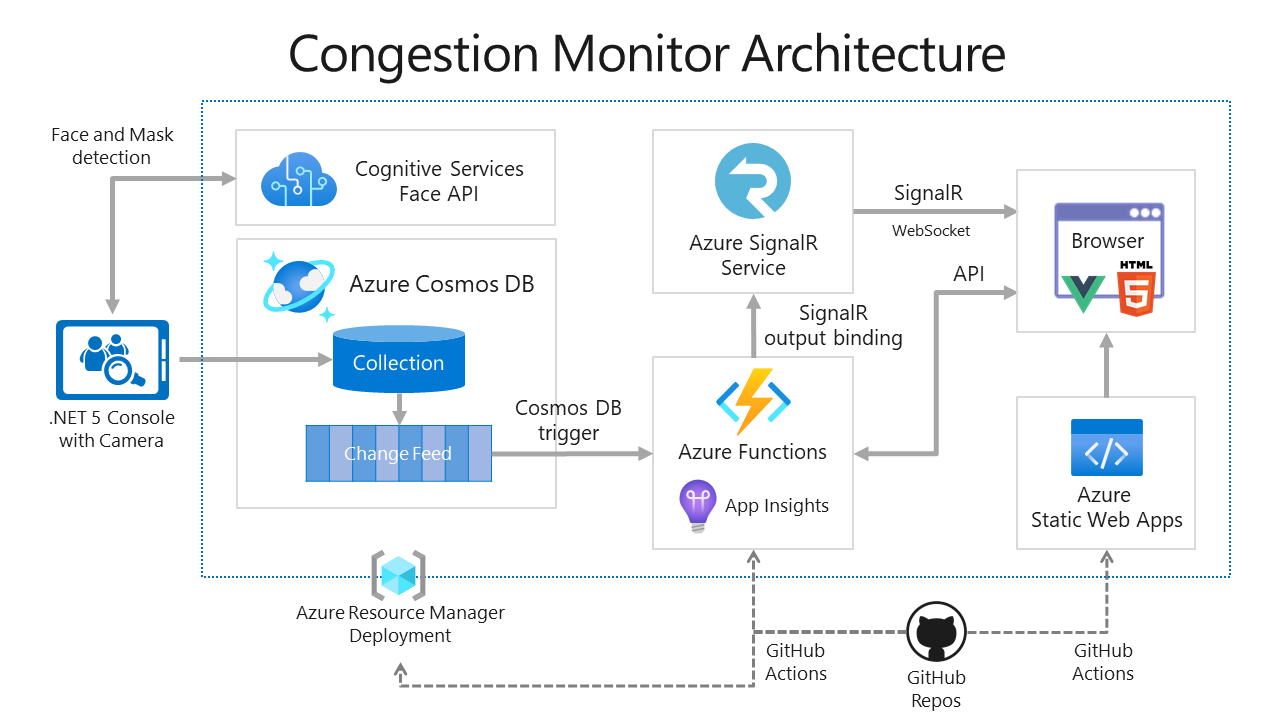 Congestion Monitor Architecture
Face and Mask
detection
Cognitive Services
Face API
Azure Cosmos DB
Collection
Change Feed
.NET 5 Console
with Camera
Cosmos DB
trigger
Azure SignalR
Service
SignalR
output binding
Azure Functions
App Insights
SignalR
WebSocket
API
Browser
HTML
5
Azure
Static Web Apps
Azure Resource Manager
Deployment
GitHub
Actions
GitHub
Repos
GitHub
Actions